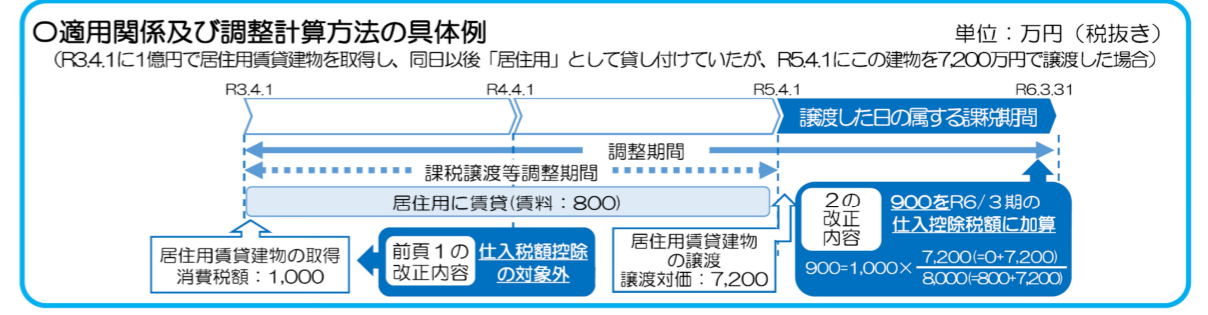 〇適用関係及び調整計算方法の具体例
単位：万円（税抜き）
（R3.4.1に1億円で居住用賃貸建物を取得し、同日以後「居住用」として貸し付けていたが、R5.4.1にこの建物を7,200万円で譲渡した場合）
R3.4.1
R4.4.1
R5.4.1
R6.3.31
譲渡した日の属する課税期間
調整期間
課税譲渡等調整期間
居住用に賃貸（賃料：800）
居住用賃貸建物の取得
消費税額：1,000
前頁１の
改正内容
仕入税額控除
の対象外
居住用賃貸建物
の譲渡
譲渡対価：7,200
２の
改正
内容
900をR6/３期の
仕入控除税額に加算
900=1,000×
7,200(=0+7,200)
8,000(=800+7,200)